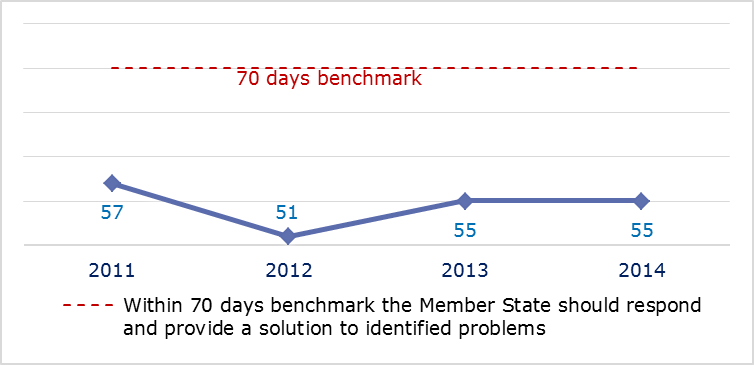 70 days benchmark
57
51
55
55
2011
2012
2013
2014
Within 70 days benchmark the Member State should respond
and provide a solution to identified problems